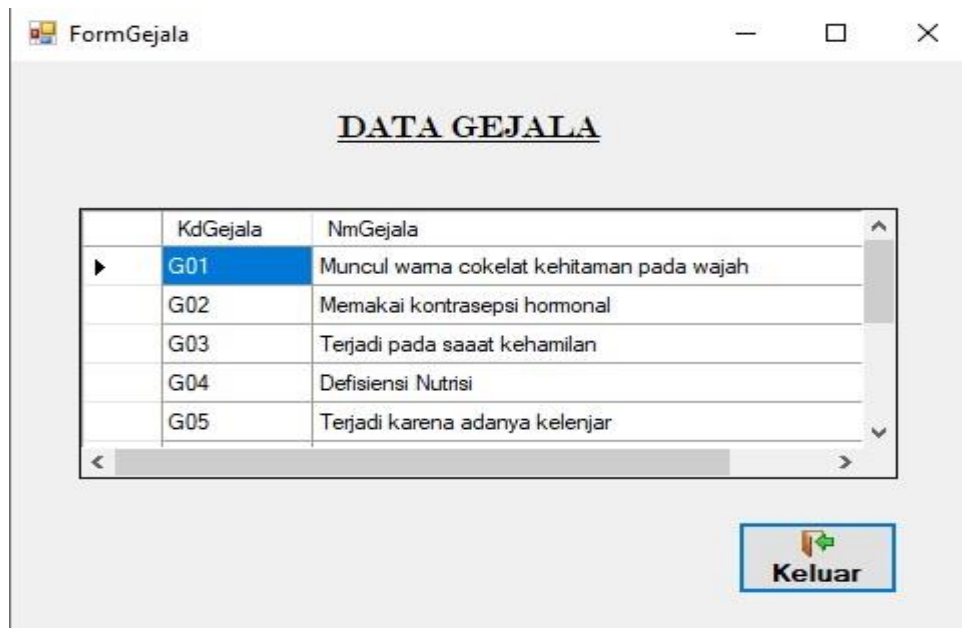 FormGejala
DATA GEJALA
KdGejala NmGejala
G01 Muncul warna cokelat kehitaman pada wajah
G02 Memakai kontrasepsi hormonal
G03 Terjadi pada saaat kehamilan
G04 Defisiensi Nutrisi
G05 Terjadi karena adanya kelenjar
Keluar